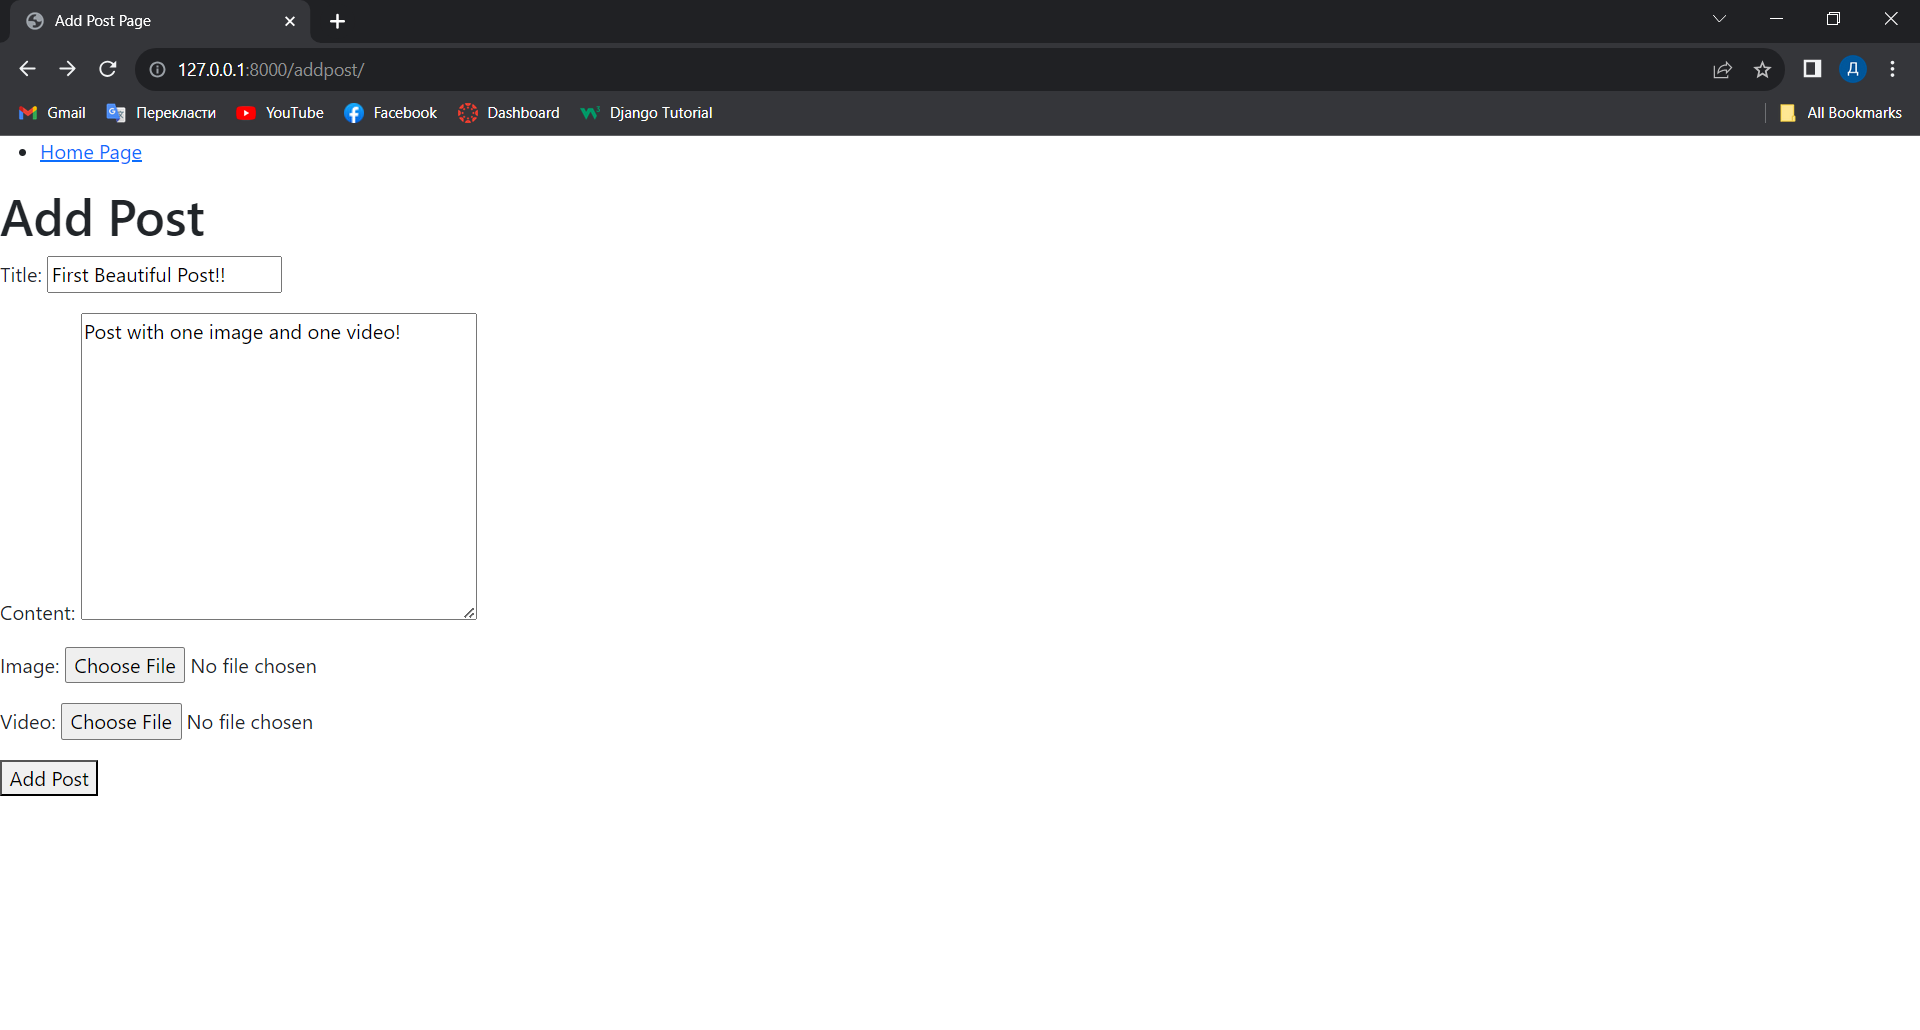 Add Post Page
127.0.0.1:8000/addpost/
Д
Gmail Перекласти YouTube Facebook Dashboard Django Tutorial All Bookmarks
Home Page
Add Post
Title: First Beautiful Post!!
Post with one image and one video!
Content:
Image: Choose File No file chosen
Video: Choose File No file chosen
Add Post